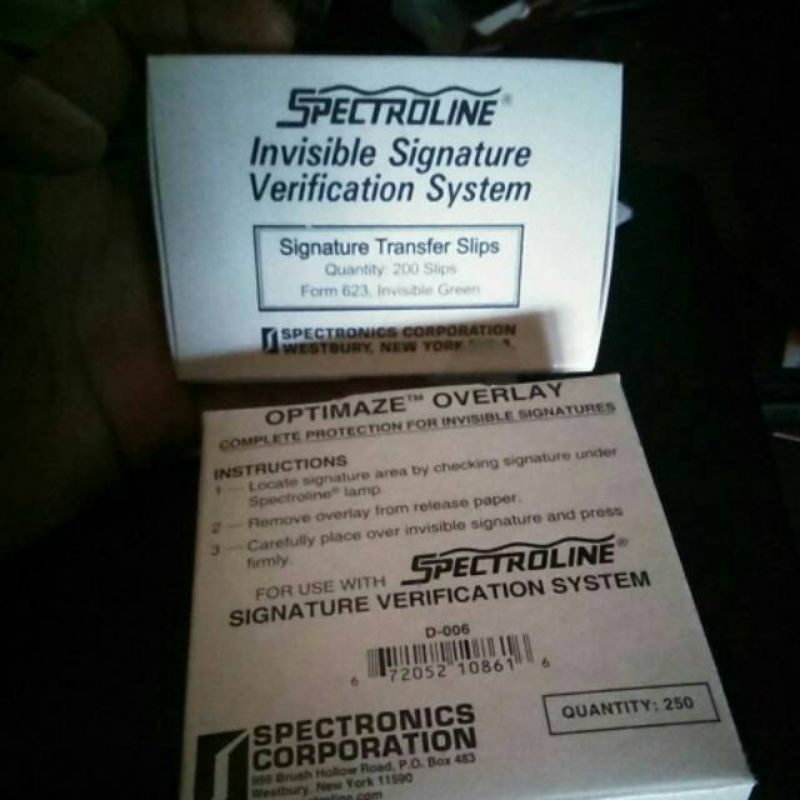 SPECTROLINE®
Invisible Signature
Verification System
Signature Transfer Slips
Quantity: 200 Slips
Form 623, Invisible Green
SPECTRONICS CORPORATION
WESTBURY, NEW YORK
OPTIMAZE™ OVERLAY
COMPLETE PROTECTION FOR INVISIBLE SIGNATURES
INSTRUCTIONS
1 — Locate signature area by checking signature under
Spectroline® lamp.
2 — Remove overlay from release paper.
3 — Carefully place over invisible signature and press
firmly.
FOR USE WITH SPECTROLINE®
SIGNATURE VERIFICATION SYSTEM
D-006
6 72052 10861 6
QUANTITY: 250
SPECTRONICS
CORPORATION
956 Brush Hollow Road, P.O. Box 483
Westbury, New York 11590